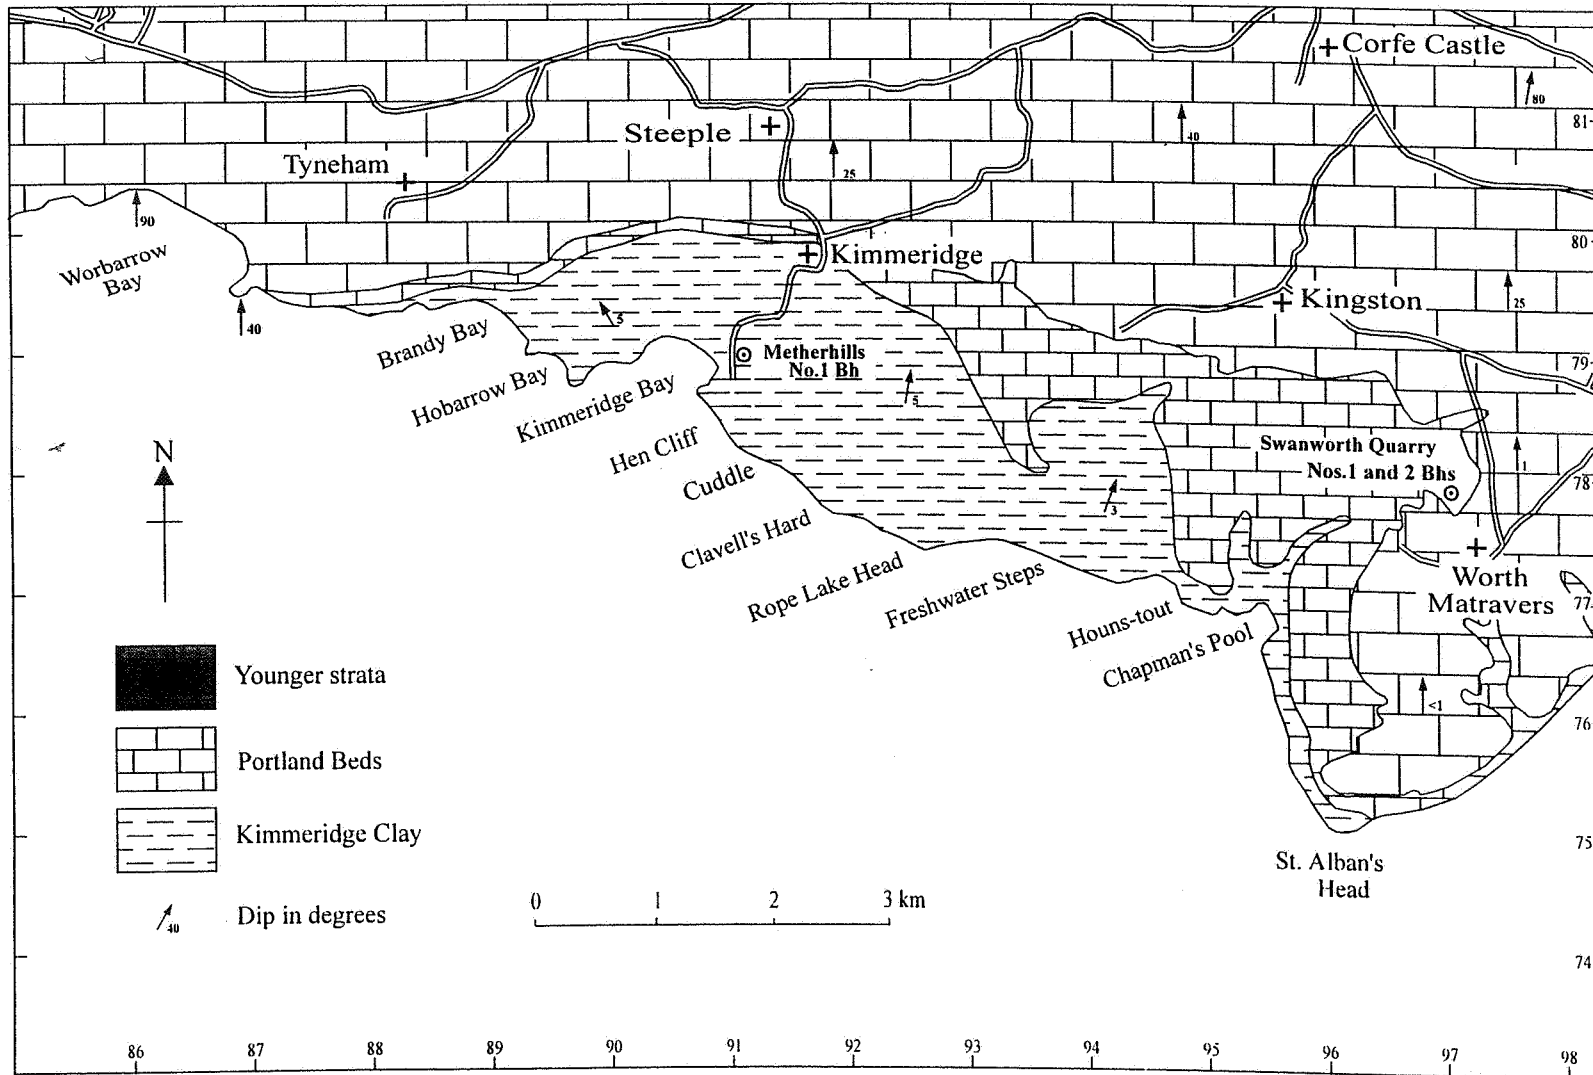 Corfe Castle
80
40
81
Steeple
25
Tyneham
90
Worbarrow
Bay
80
Kimmeridge
25
Kingston
40
5
Brandy Bay
Metherhills
No.1 Bh
79
Hobarrow Bay
5
Kimmeridge Bay
N
Hen Cliff
Swanworth Quarry
Nos.1 and 2 Bhs
1
78
Cuddle
3
Clavell's Hard
Rope Lake Head
Freshwater Steps
Worth
Matravers
77
Houns-tout
Chapman's Pool
Younger strata
<1
76
Portland Beds
Kimmeridge Clay
75
St. Alban's
Head
40
Dip in degrees
0 1 2 3 km
74
86 87 88 89 90 91 92 93 94 95 96 97 98